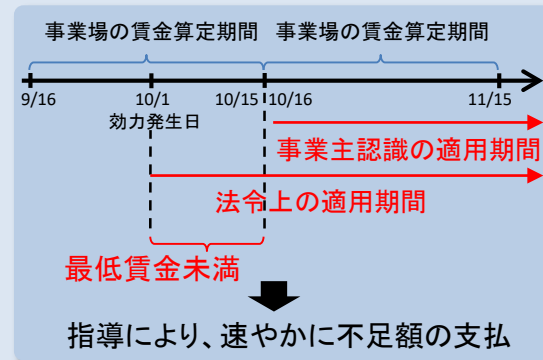 事業場の賃金算定期間 事業場の賃金算定期間
9/16 10/1 10/15 10/16 11/15
効力発生日
事業主認識の適用期間
法令上の適用期間
最低賃金未満
指導により、速やかに不足額の支払